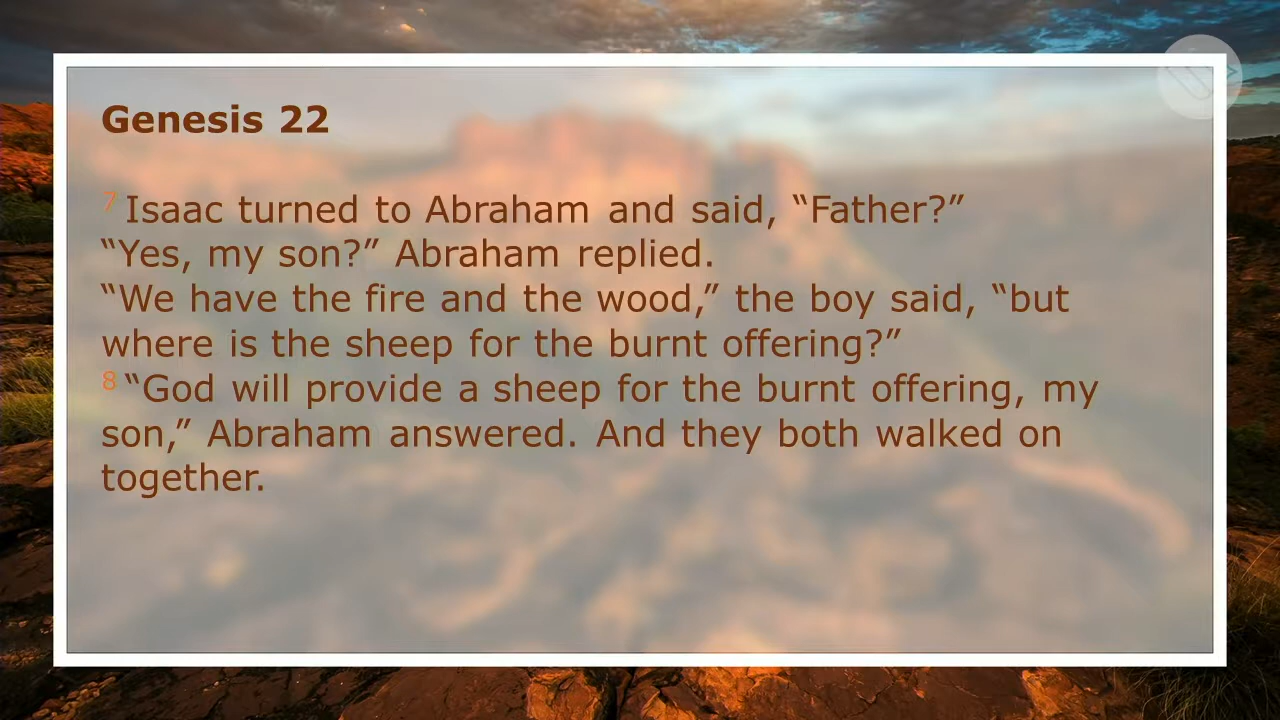 Genesis 22
7 Isaac turned to Abraham and said, “Father?”
“Yes, my son?” Abraham replied.
“We have the fire and the wood,” the boy said, “but
where is the sheep for the burnt offering?”
8 “God will provide a sheep for the burnt offering, my
son,” Abraham answered. And they both walked on
together.